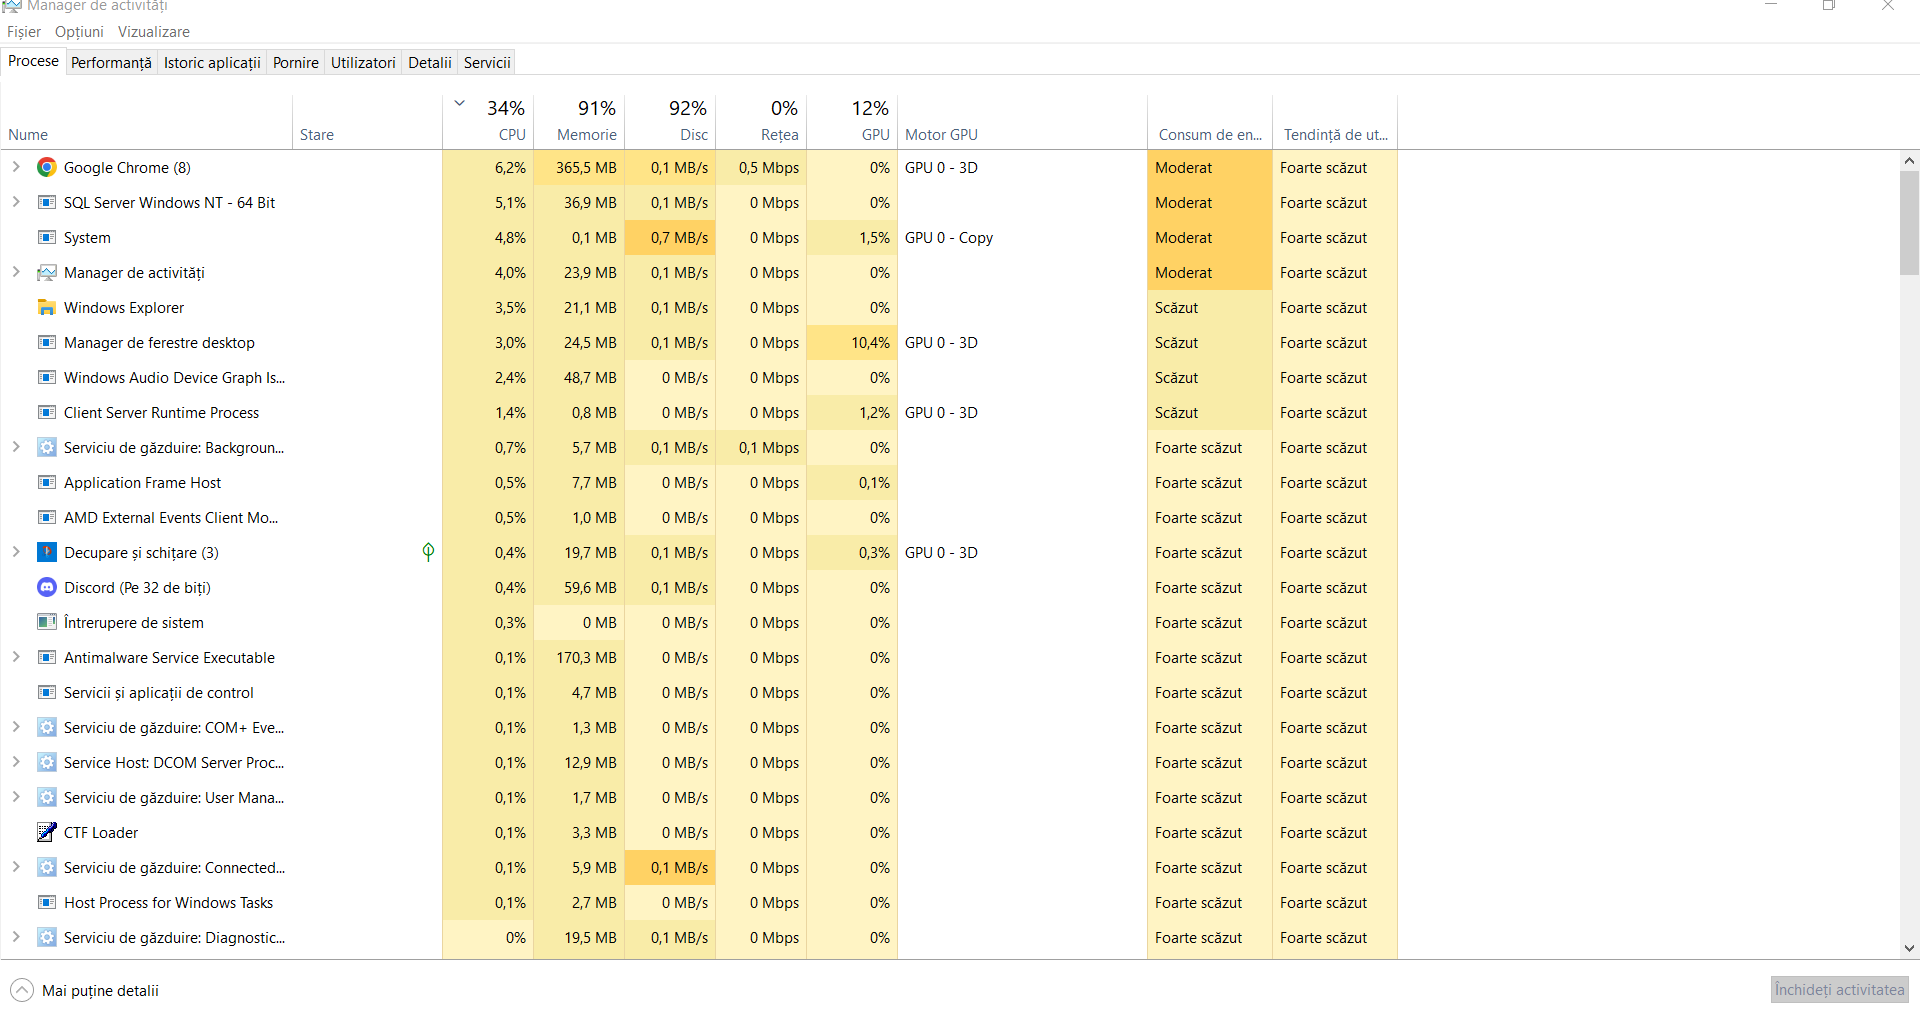 Manager de activități
Fișier Opțiuni Vizualizare
Procese Performanță Istoric aplicații Pornire Utilizatori Detalii Servicii
34% 91% 92% 0% 12%
Nume Stare CPU Memorie Disc Rețea GPU Motor GPU Consum de en... Tendință de ut...
Google Chrome (8) 6,2% 365,5 MB 0,1 MB/s 0,5 Mbps 0% GPU 0 - 3D Moderat Foarte scăzut
SQL Server Windows NT - 64 Bit 5,1% 36,9 MB 0,1 MB/s 0 Mbps 0% Moderat Foarte scăzut
System 4,8% 0,1 MB 0,7 MB/s 0 Mbps 1,5% GPU 0 - Copy Moderat Foarte scăzut
Manager de activități 4,0% 23,9 MB 0,1 MB/s 0 Mbps 0% Moderat Foarte scăzut
Windows Explorer 3,5% 21,1 MB 0,1 MB/s 0 Mbps 0% Scăzut Foarte scăzut
Manager de ferestre desktop 3,0% 24,5 MB 0,1 MB/s 0 Mbps 10,4% GPU 0 - 3D Scăzut Foarte scăzut
Windows Audio Device Graph Is... 2,4% 48,7 MB 0 MB/s 0 Mbps 0% Scăzut Foarte scăzut
Client Server Runtime Process 1,4% 0,8 MB 0 MB/s 0 Mbps 1,2% GPU 0 - 3D Scăzut Foarte scăzut
Serviciu de găzduire: Backgroun... 0,7% 5,7 MB 0,1 MB/s 0,1 Mbps 0% Foarte scăzut Foarte scăzut
Application Frame Host 0,5% 7,7 MB 0 MB/s 0 Mbps 0,1% Foarte scăzut Foarte scăzut
AMD External Events Client Mo... 0,5% 1,0 MB 0 MB/s 0 Mbps 0% Foarte scăzut Foarte scăzut
Decupare și schițare (3) 0,4% 19,7 MB 0,1 MB/s 0 Mbps 0,3% GPU 0 - 3D Foarte scăzut Foarte scăzut
Discord (Pe 32 de biți) 0,4% 59,6 MB 0,1 MB/s 0 Mbps 0% Foarte scăzut Foarte scăzut
Întrerupere de sistem 0,3% 0 MB 0 MB/s 0 Mbps 0% Foarte scăzut Foarte scăzut
Antimalware Service Executable 0,1% 170,3 MB 0 MB/s 0 Mbps 0% Foarte scăzut Foarte scăzut
Servicii și aplicații de control 0,1% 4,7 MB 0 MB/s 0 Mbps 0% Foarte scăzut Foarte scăzut
Serviciu de găzduire: COM+ Eve... 0,1% 1,3 MB 0 MB/s 0 Mbps 0% Foarte scăzut Foarte scăzut
Service Host: DCOM Server Proc... 0,1% 12,9 MB 0 MB/s 0 Mbps 0% Foarte scăzut Foarte scăzut
Serviciu de găzduire: User Mana... 0,1% 1,7 MB 0 MB/s 0 Mbps 0% Foarte scăzut Foarte scăzut
CTF Loader 0,1% 3,3 MB 0 MB/s 0 Mbps 0% Foarte scăzut Foarte scăzut
Serviciu de găzduire: Connected... 0,1% 5,9 MB 0,1 MB/s 0 Mbps 0% Foarte scăzut Foarte scăzut
Host Process for Windows Tasks 0,1% 2,7 MB 0 MB/s 0 Mbps 0% Foarte scăzut Foarte scăzut
Serviciu de găzduire: Diagnostic... 0% 19,5 MB 0,1 MB/s 0 Mbps 0% Foarte scăzut Foarte scăzut
Mai puține detalii Închideți activitatea